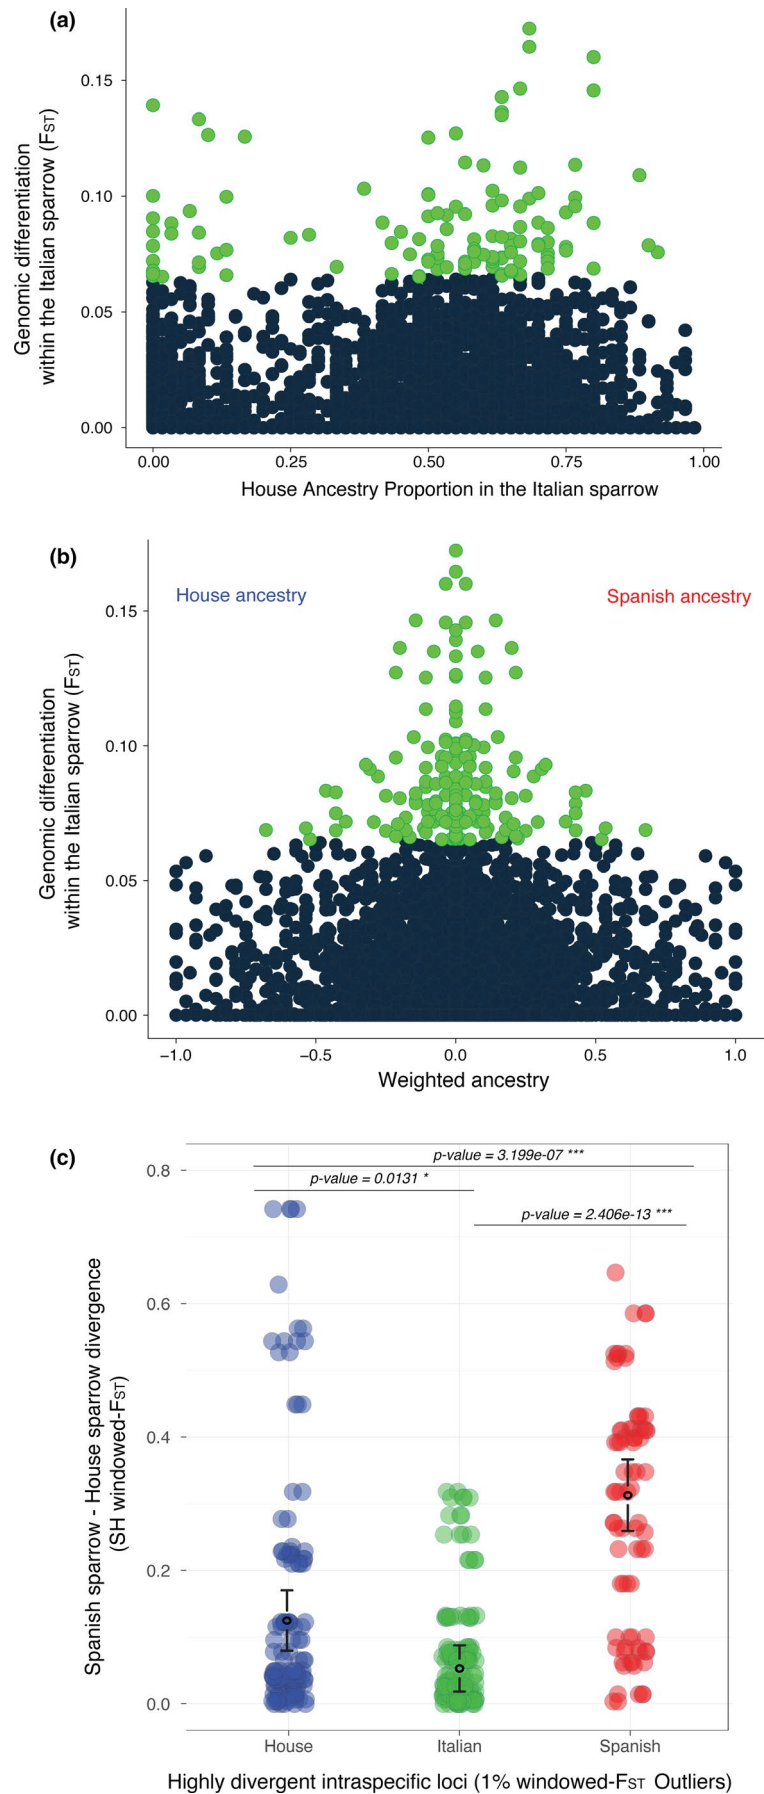 (a)
Genomic differentiation
within the Italian sparrow (FST)
0.15
0.10
0.05
0.00
0.00 0.25 0.50 0.75 1.00
House Ancestry Proportion in the Italian sparrow
(b)
House ancestry Spanish ancestry
Genomic differentiation
within the Italian sparrow (FST)
0.15
0.10
0.05
0.00
−1.0 −0.5 0.0 0.5 1.0
Weighted ancestry
(c)
p-value = 3.199e-07 ***
p-value = 0.0131 *
p-value = 2.406e-13 ***
Spanish sparrow - House sparrow divergence
(SH windowed-FST)
0.8
0.6
0.4
0.2
0.0
House Italian Spanish
Highly divergent intraspecific loci (1% windowed-FST Outliers)